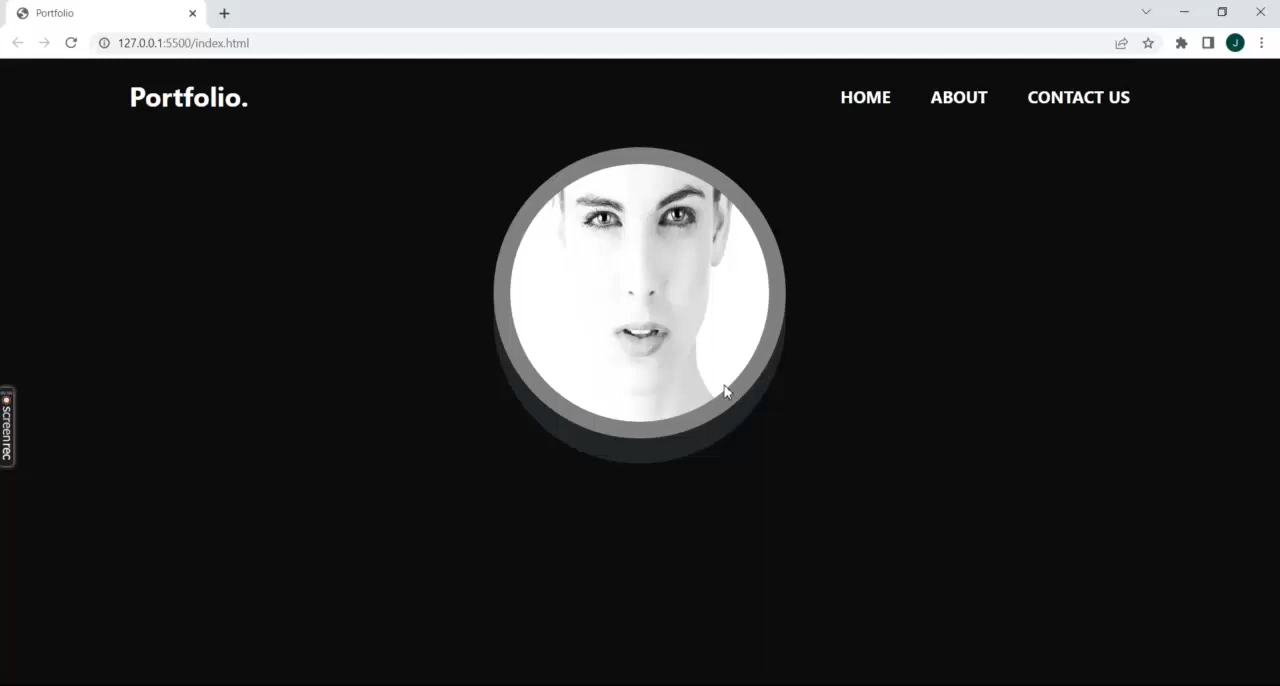 Portfolio
127.0.0.1:5500/index.html
J
Portfolio.
HOME ABOUT CONTACT US
screenrec